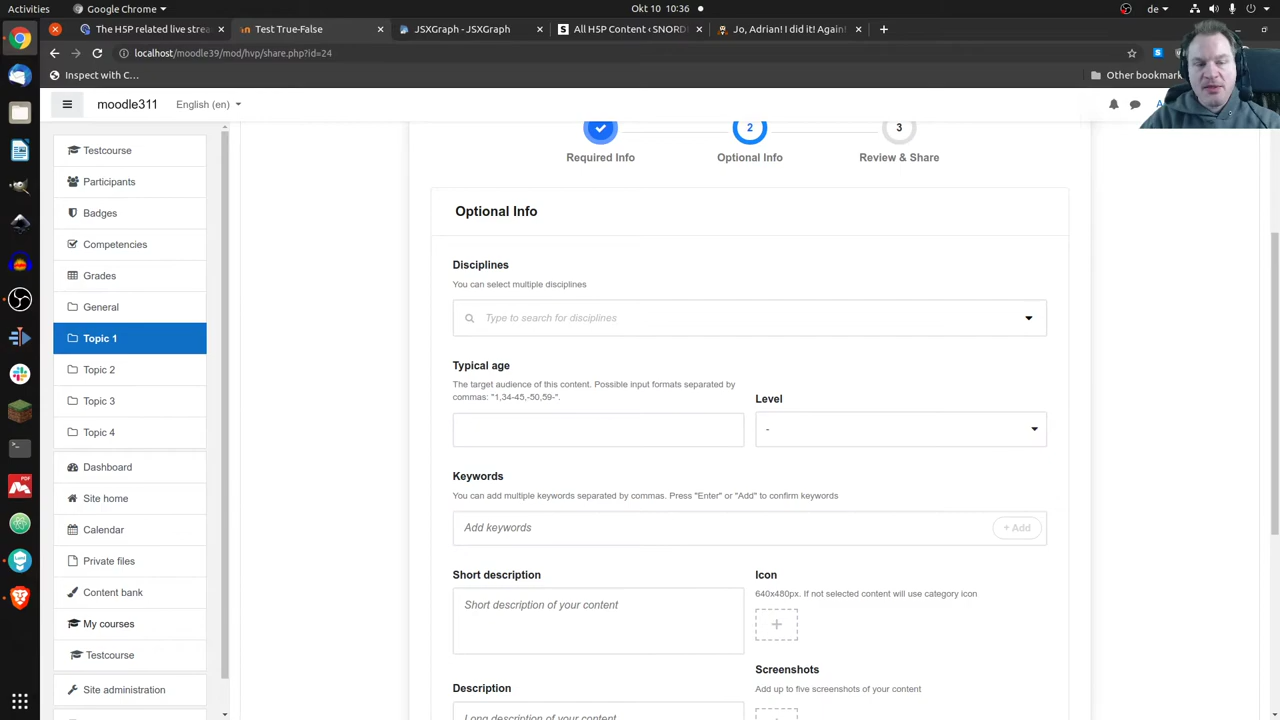 Activities
Google Chrome
Okt 10 10:36
de
The H5P related live stream
Test True-False
JSXGraph - JSXGraph
All H5P Content ‹ SNORD
Jo, Adrian! I did it! Again!
localhost/moodle39/mod/hvp/share.php?id=24
Inspect with C...
Other bookmark
moodle311
English (en)
Required Info
2
Optional Info
3
Review & Share
Testcourse
Participants
Badges
Competencies
Grades
General
Topic 1
Topic 2
Topic 3
Topic 4
Dashboard
Site home
Calendar
Private files
Content bank
My courses
Testcourse
Site administration
Optional Info
Disciplines
You can select multiple disciplines
Type to search for disciplines
Typical age
The target audience of this content. Possible input formats separated by
commas: "1,34-45,-50,59-".
Level
-
Keywords
You can add multiple keywords separated by commas. Press "Enter" or "Add" to confirm keywords
Add keywords
+ Add
Short description
Short description of your content
Icon
640x480px. If not selected content will use category icon
Screenshots
Add up to five screenshots of your content
Description
Long description of your content